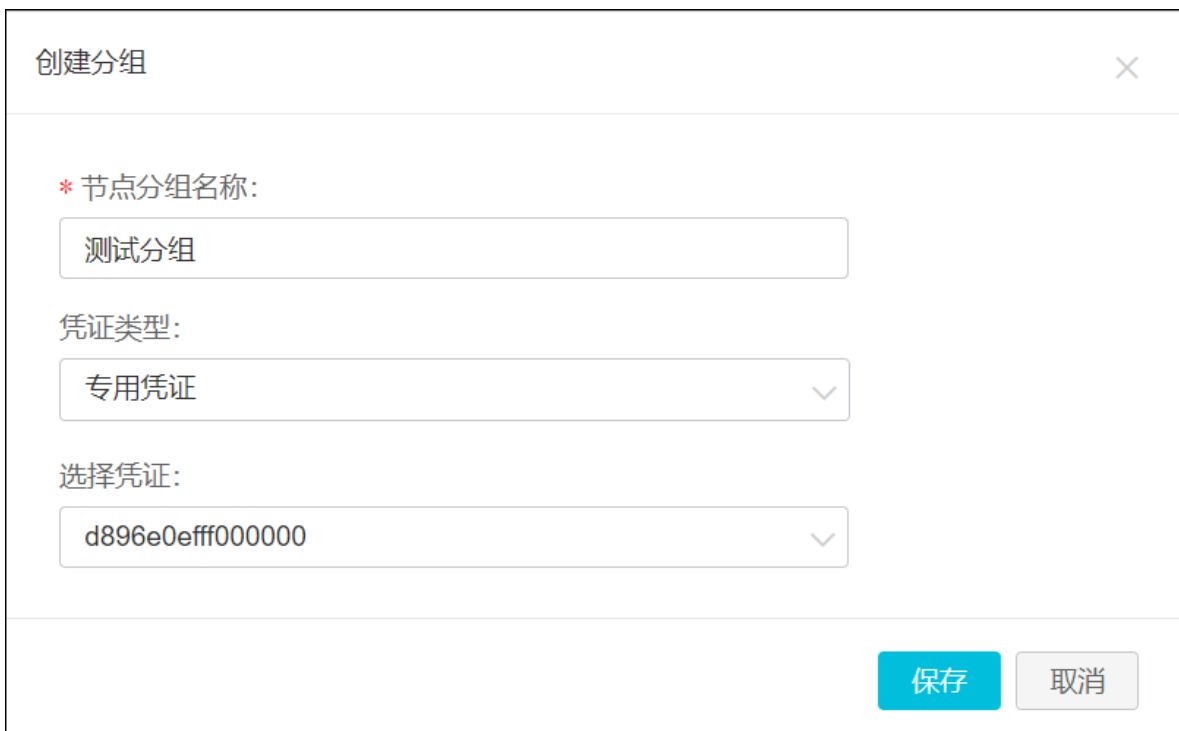 创建分组
* 节点分组名称:
测试分组
凭证类型:
专用凭证
选择凭证:
d896e0efff000000
保存 取消